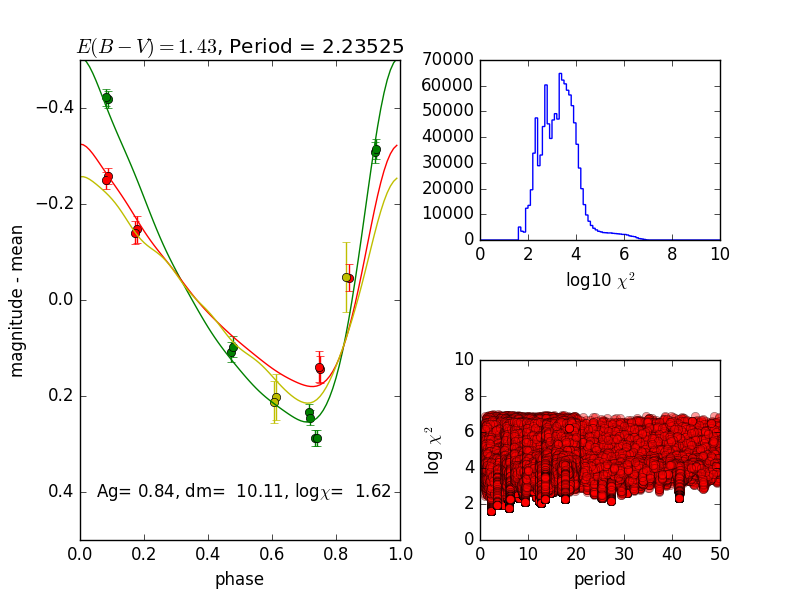 E(B − V) = 1.43, Period = 2.23525
magnitude - mean
−0.4
−0.2
0.0
0.2
0.4
Ag= 0.84, dm= 10.11, logχ= 1.62
0.0 0.2 0.4 0.6 0.8 1.0
phase
70000
60000
50000
40000
30000
20000
10000
0
0 2 4 6 8 10
log10 χ²
10
8
6
4
2
0
log χ²
0 10 20 30 40 50
period